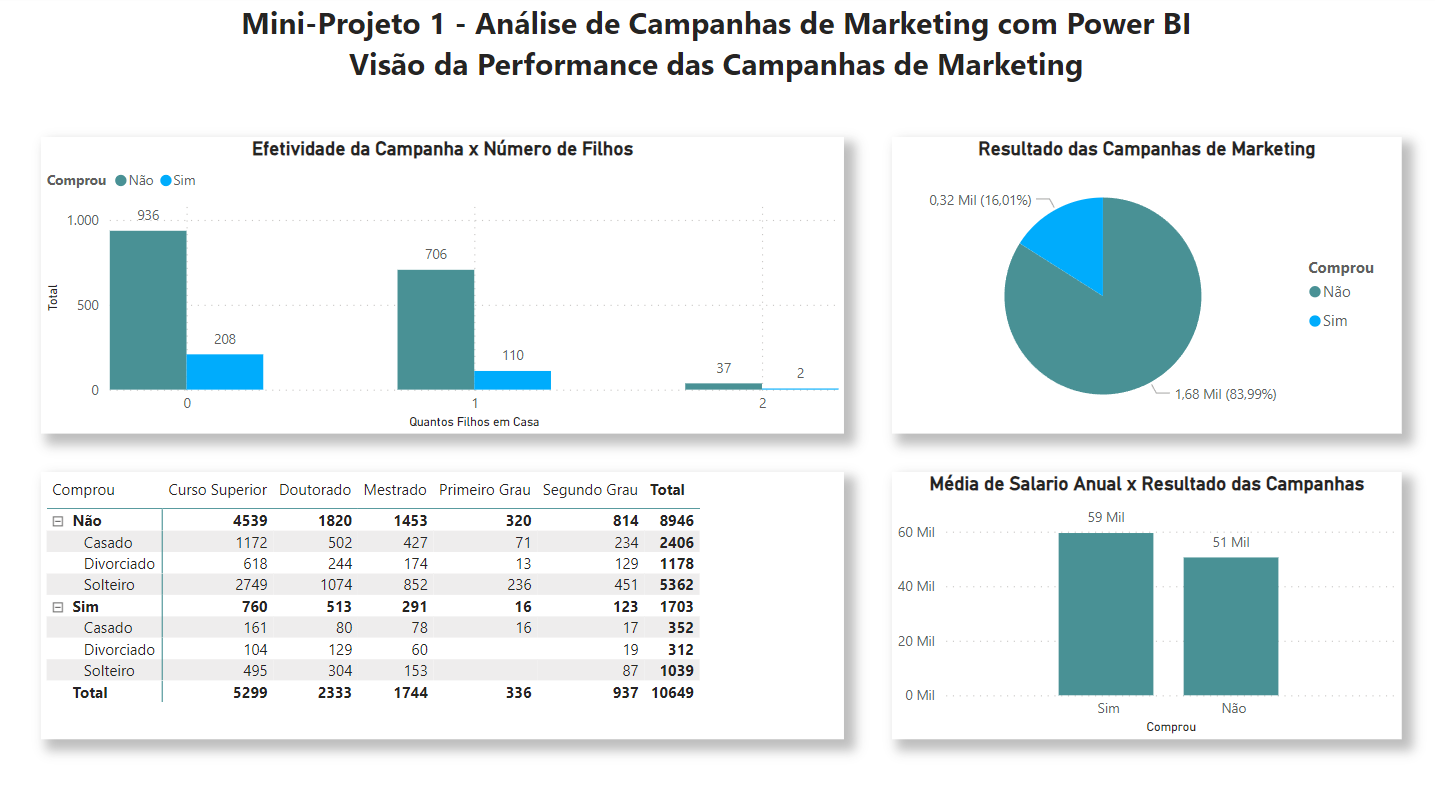 Mini-Projeto 1 - Análise de Campanhas de Marketing com Power BI
Visão da Performance das Campanhas de Marketing
Efetividade da Campanha x Número de Filhos
Comprou Não Sim
1.000
500
0
Total
936
208
706
110
37
2
0 1 2
Quantos Filhos em Casa
Resultado das Campanhas de Marketing
0,32 Mil (16,01%)
1,68 Mil (83,99%)
Comprou
Não
Sim
Comprou Curso Superior Doutorado Mestrado Primeiro Grau Segundo Grau Total
Não 4539 1820 1453 320 814 8946
Casado 1172 502 427 71 234 2406
Divorciado 618 244 174 13 129 1178
Solteiro 2749 1074 852 236 451 5362
Sim 760 513 291 16 123 1703
Casado 161 80 78 16 17 352
Divorciado 104 129 60 19 312
Solteiro 495 304 153 87 1039
Total 5299 2333 1744 336 937 10649
Média de Salario Anual x Resultado das Campanhas
60 Mil
40 Mil
20 Mil
0 Mil
59 Mil
51 Mil
Sim Não
Comprou